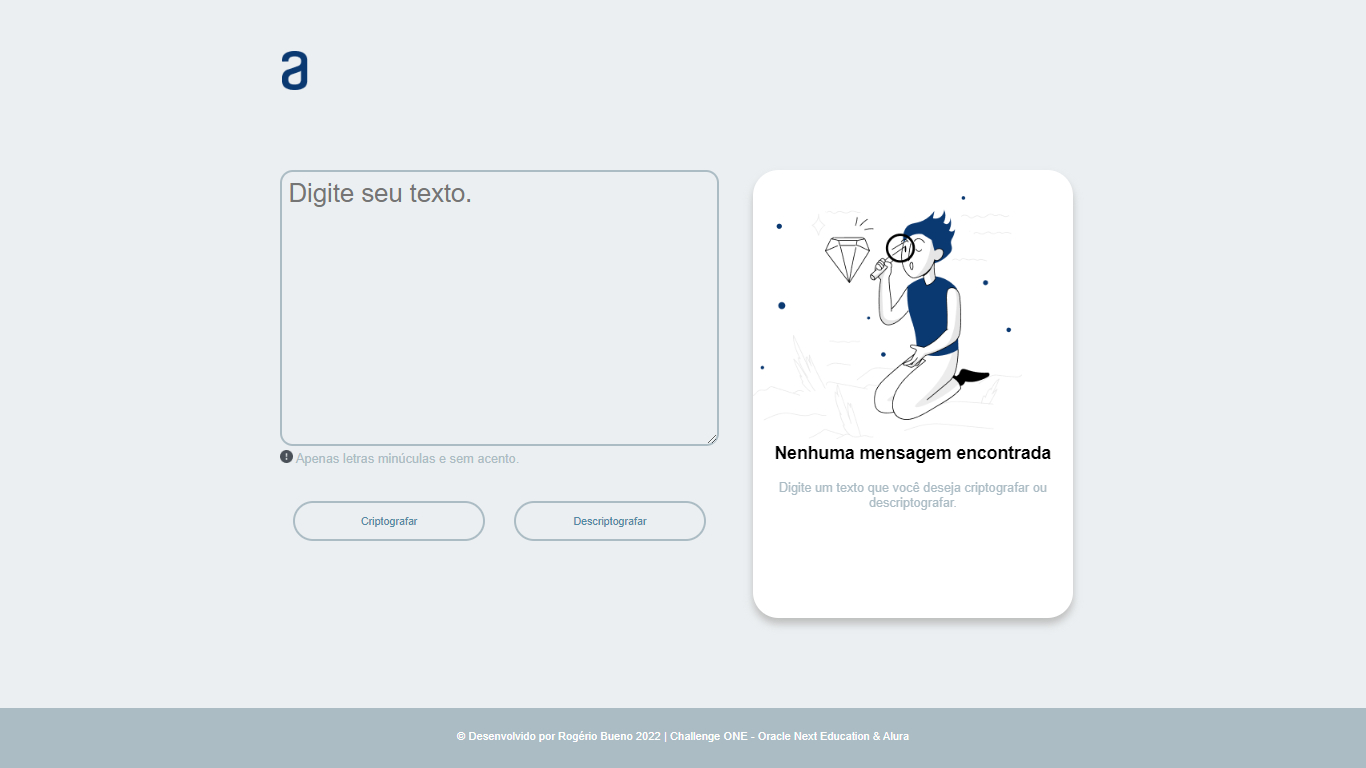 a
Digite seu texto.
Apenas letras minúculas e sem acento.
Criptografar
Descriptografar
Nenhuma mensagem encontrada
Digite um texto que você deseja criptografar ou
descriptografar.
© Desenvolvido por Rogério Bueno 2022 | Challenge ONE - Oracle Next Education & Alura